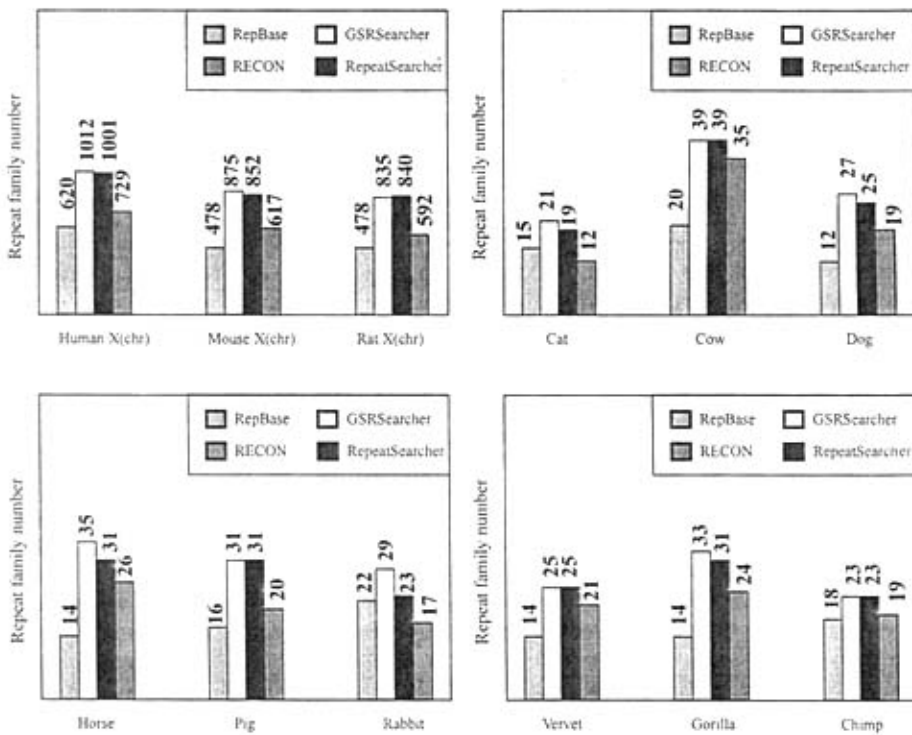 RepBase
GSRSearcher
RECON
RepeatSearcher
Repeat family number
620
1012
1001
729
478
875
852
617
478
835
840
592
Human X(chr)
Mouse X(chr)
Rat X(chr)
RepBase
GSRSearcher
RECON
RepeatSearcher
Repeat family number
15
21
19
12
20
39
39
35
12
27
25
19
Cat
Cow
Dog
RepBase
GSRSearcher
RECON
RepeatSearcher
Repeat family number
14
35
31
26
16
31
31
20
22
29
23
17
Horse
Pig
Rabbit
RepBase
GSRSearcher
RECON
RepeatSearcher
Repeat family number
14
25
25
21
14
33
31
24
18
23
23
19
Vervet
Gorilla
Chimp